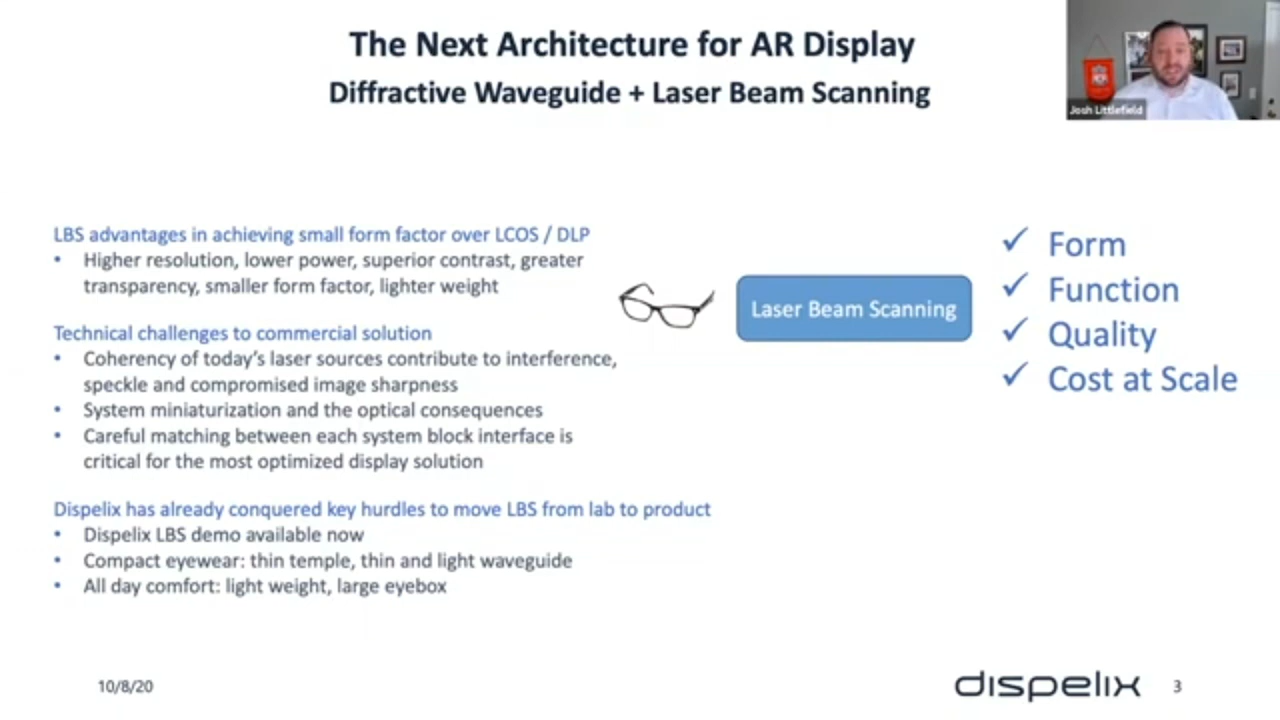 The Next Architecture for AR Display
Diffractive Waveguide + Laser Beam Scanning
Josh Littlefield
LBS advantages in achieving small form factor over LCOS / DLP
• Higher resolution, lower power, superior contrast, greater
transparency, smaller form factor, lighter weight
Technical challenges to commercial solution
• Coherency of today's laser sources contribute to interference,
speckle and compromised image sharpness
• System miniaturization and the optical consequences
• Careful matching between each system block interface is
critical for the most optimized display solution
Dispelix has already conquered key hurdles to move LBS from lab to product
• Dispelix LBS demo available now
• Compact eyewear: thin temple, thin and light waveguide
• All day comfort: light weight, large eyebox
Laser Beam Scanning
✓ Form
✓ Function
✓ Quality
✓ Cost at Scale
10/8/20
dispelix
3